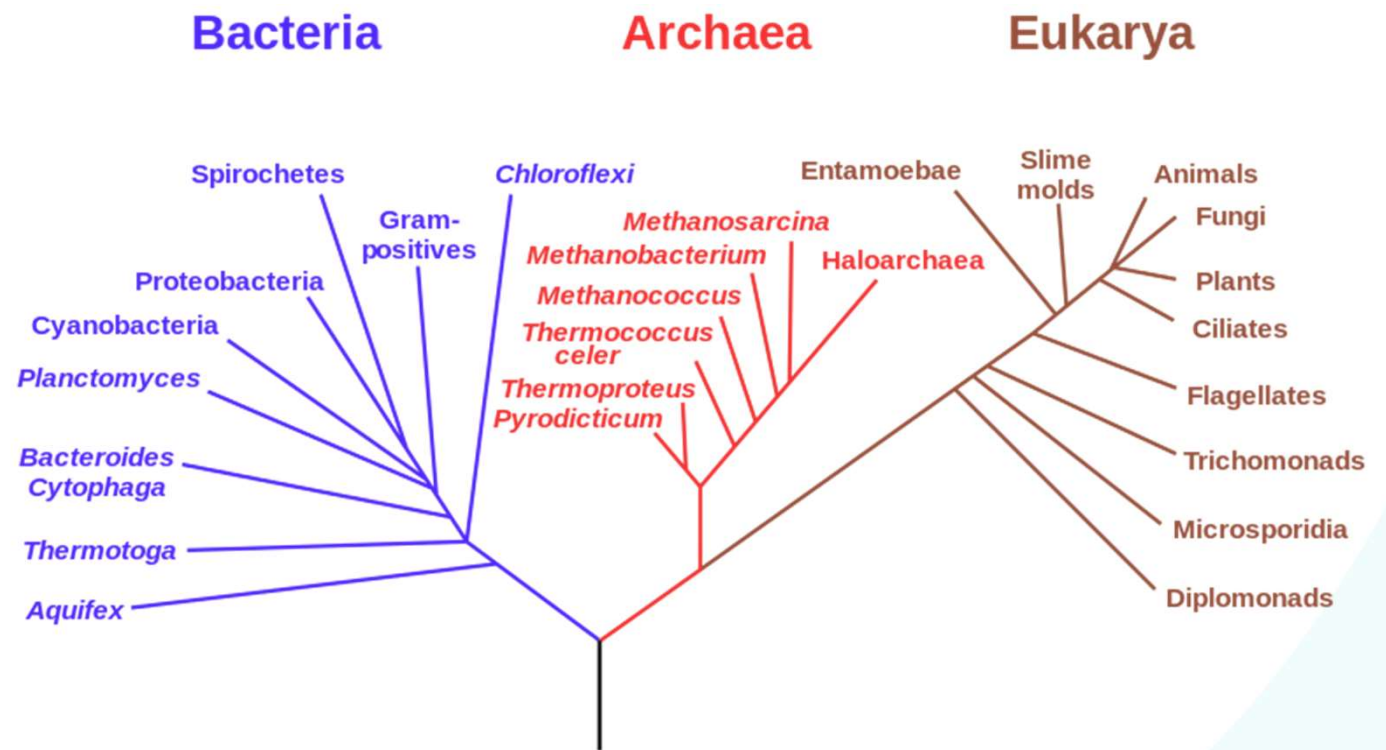 Bacteria
Archaea
Eukarya
Spirochetes
Gram-
positives
Chloroflexi
Proteobacteria
Cyanobacteria
Planctomyces
Bacteroides
Cytophaga
Thermotoga
Aquifex
Methanosarcina
Methanobacterium
Haloarchaea
Methanococcus
Thermococcus
celer
Thermoproteus
Pyrodicticum
Entamoebae
Slime
molds
Animals
Fungi
Plants
Ciliates
Flagellates
Trichomonads
Microsporidia
Diplomonads